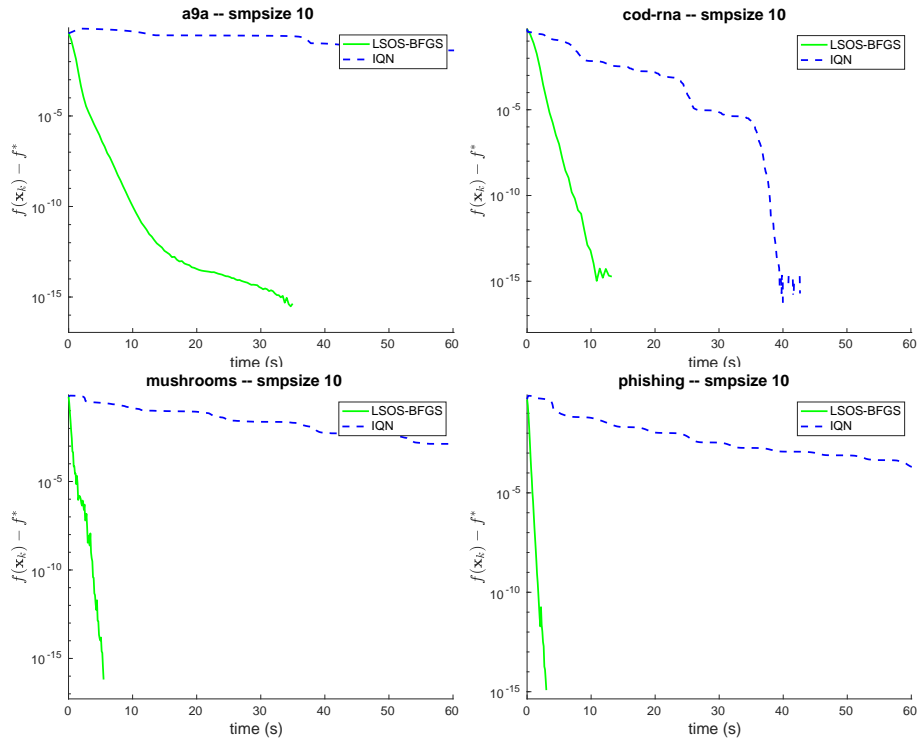 a9a -- smpsize 10
LSOS-BFGS
IQN
10^{-5}
10^{-10}
10^{-15}
f(x_k) − f*
0 10 20 30 40 50 60
time (s)
cod-rna -- smpsize 10
LSOS-BFGS
IQN
10^{-5}
10^{-10}
10^{-15}
f(x_k) − f*
0 10 20 30 40 50 60
time (s)
mushrooms -- smpsize 10
LSOS-BFGS
IQN
10^{-5}
10^{-10}
10^{-15}
f(x_k) − f*
0 10 20 30 40 50 60
time (s)
phishing -- smpsize 10
LSOS-BFGS
IQN
10^{-5}
10^{-10}
10^{-15}
f(x_k) − f*
0 10 20 30 40 50 60
time (s)